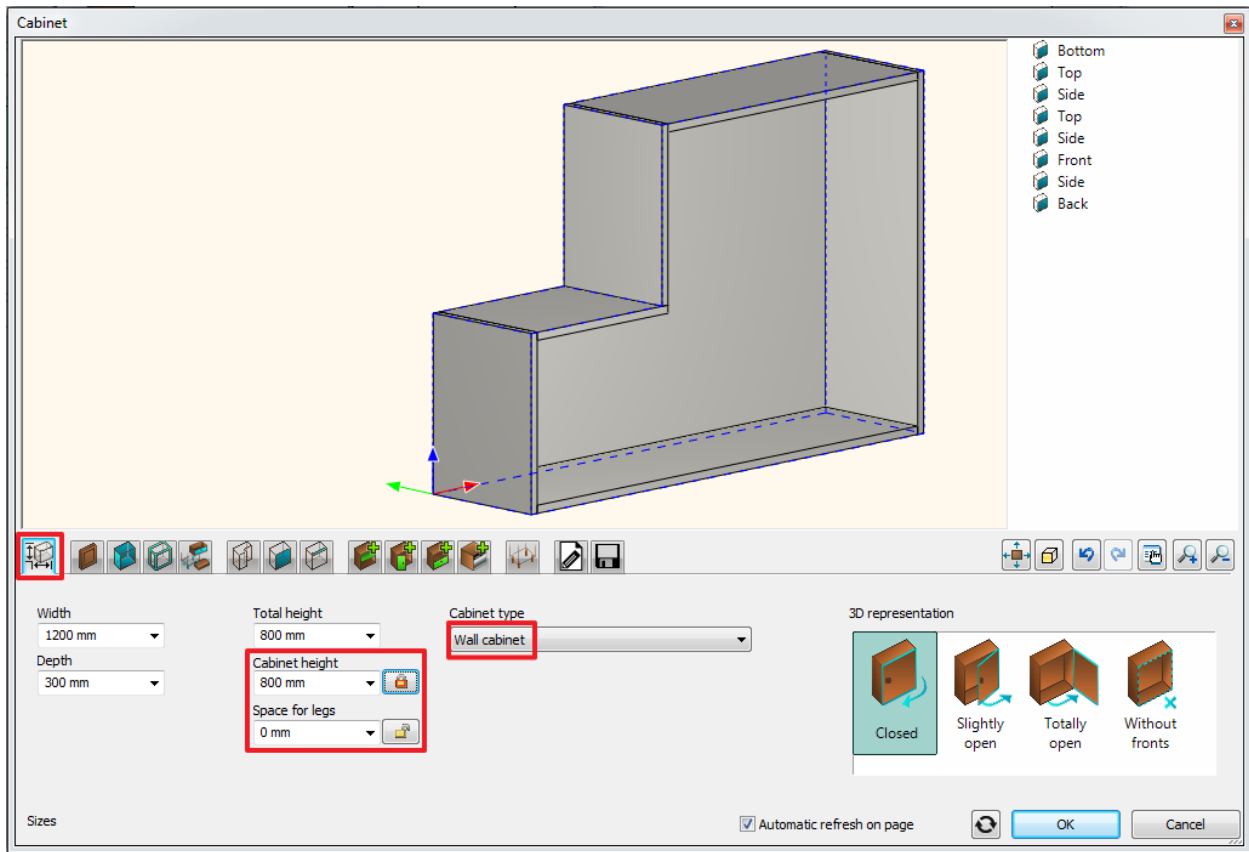 Cabinet
Bottom
Top
Side
Top
Side
Front
Side
Back
Width
1200 mm
Depth
300 mm
Total height
800 mm
Cabinet height
800 mm
Space for legs
0 mm
Cabinet type
Wall cabinet
3D representation
Closed
Slightly
open
Totally
open
Without
fronts
Sizes
Automatic refresh on page
OK
Cancel